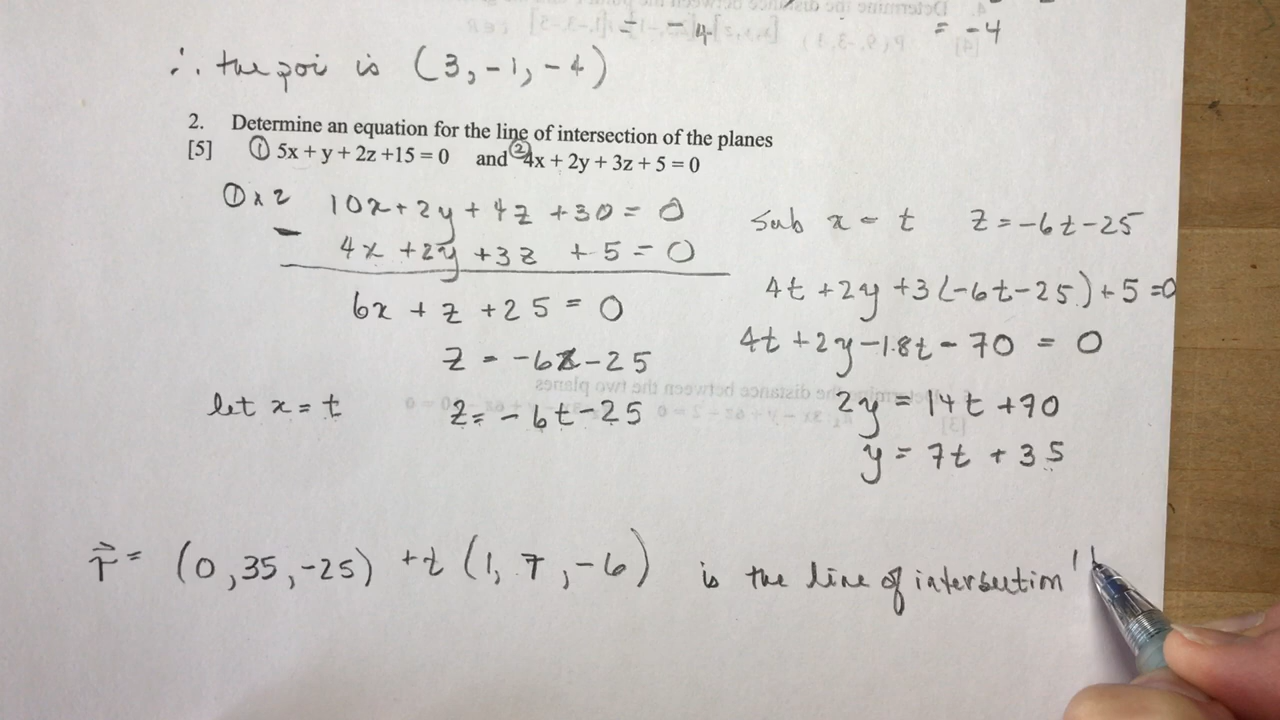 = - 4
= -4
∴ the poi is (3, -1, -4)
2. Determine an equation for the line of intersection of the planes
[5] ① 5x + y + 2z +15 = 0 and ② 4x + 2y + 3z + 5 = 0
① x 2 10x + 2y + 4z + 30 = 0
- 4x + 2y + 3z + 5 = 0
6x + z + 25 = 0
z = -6x - 25
let x = t z = -6t - 25
Sub x = t z = -6t - 25
4t + 2y + 3(-6t - 25) + 5 = 0
4t + 2y - 18t - 70 = 0
2y = 14t + 70
y = 7t + 35
r⃗ = (0, 35, -25) + t (1, 7, -6) is the line of intersection